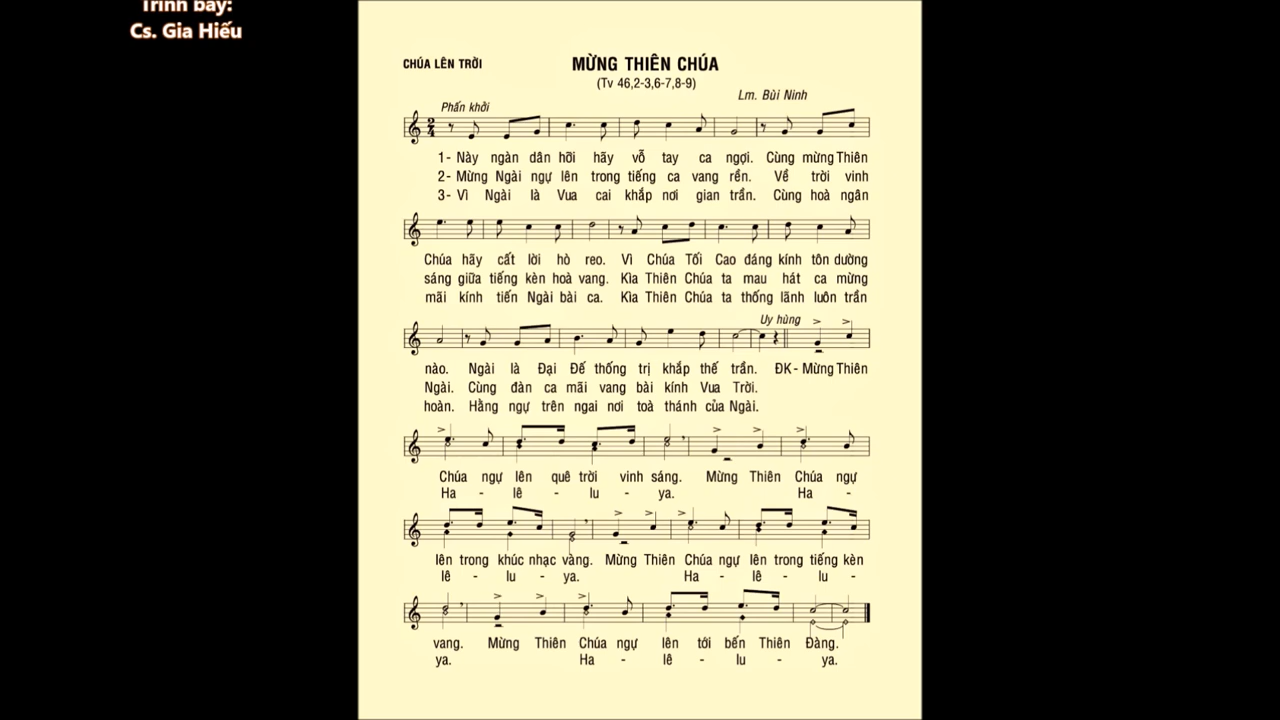 Trình bày:
Cs. Gia Hiếu
CHÚA LÊN TRỜI
MỪNG THIÊN CHÚA
(Tv 46,2-3,6-7,8-9)
Lm. Bùi Ninh
Phấn khởi
1- Này ngàn dân hỡi hãy vỗ tay ca ngợi. Cùng mừng Thiên
2- Mừng Ngài ngự lên trong tiếng ca vang rền. Về trời vinh
3- Vì Ngài là Vua cai khắp nơi gian trần. Cùng hoà ngân
Chúa hãy cất lời hò reo. Vì Chúa Tối Cao đáng kính tôn dường
sáng giữa tiếng kèn hoà vang. Kìa Thiên Chúa ta mau hát ca mừng
mãi kính tiến Ngài bài ca. Kìa Thiên Chúa ta thống lãnh luôn trần
Uy hùng
nào. Ngài là Đại Đế thống trị khắp thế trần. ĐK- Mừng Thiên
Ngài. Cùng đàn ca mãi vang bài kính Vua Trời.
hoàn. Hằng ngự trên ngai nơi toà thánh của Ngài.
Chúa ngự lên quê trời vinh sáng. Mừng Thiên Chúa ngự
Ha - lê - lu - ya. Ha -
lên trong khúc nhạc vàng. Mừng Thiên Chúa ngự lên trong tiếng kèn
lê - lu - ya. Ha - lê - lu -
vang. Mừng Thiên Chúa ngự lên tới bến Thiên Đàng.
ya. Ha - lê - lu - ya.